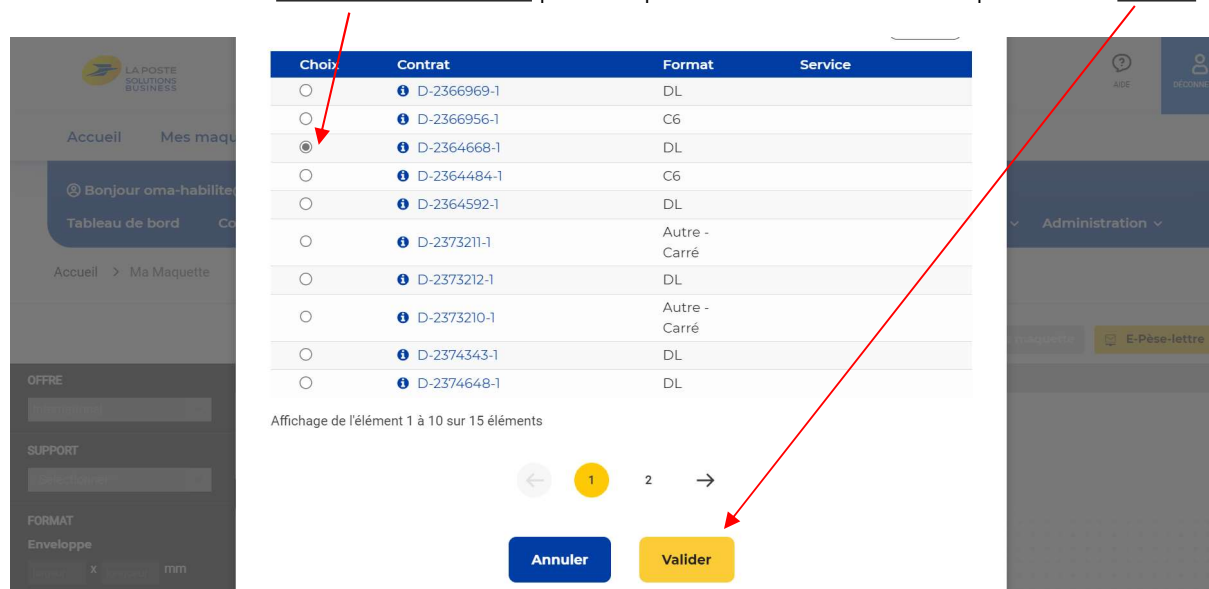 LA POSTE
SOLUTIONS
BUSINESS
AIDE
Accueil Mes maqu
Bonjour oma-habilite
Tableau de bord Co
Administration
Accueil > Ma Maquette
Choix Contrat Format Service
D-2366969-1 DL
D-2366956-1 C6
D-2364668-1 DL
D-2364484-1 C6
D-2364592-1 DL
D-2373211-1 Autre -
Carré
D-2373212-1 DL
D-2373210-1 Autre -
Carré
D-2374343-1 DL
D-2374648-1 DL
E-Pèse-lettre
Affichage de l'élément 1 à 10 sur 15 éléments
1 2
Annuler Valider
OFFRE
SUPPORT
FORMAT
Enveloppe
x mm